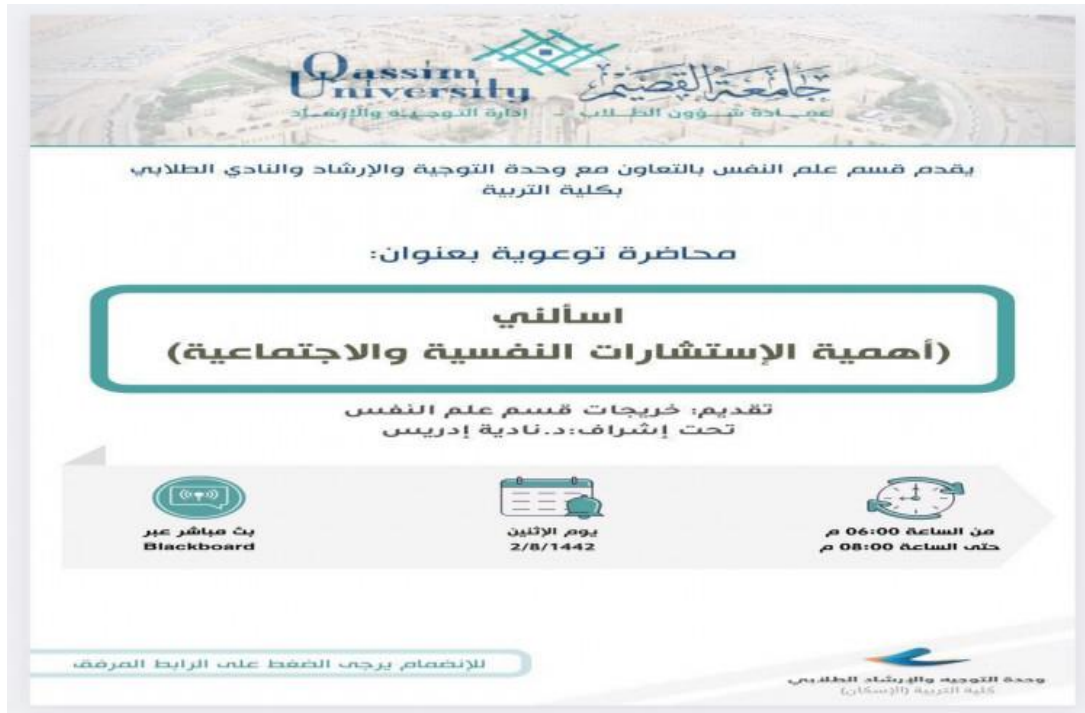 Qassim
University
جامعة القصيم
عمادة شؤون الطلاب - إدارة التوجيه والإرشاد
يقدم قسم علم النفس بالتعاون مع وحدة التوجية والإرشاد والنادي الطلابي
بكلية التربية
محاضرة توعوية بعنوان:
اسألني
(أهمية الإستشارات النفسية والاجتماعية)
تقديم: خريجات قسم علم النفس
تحت إشراف:د.نادية إدريس
من الساعة 06:00 م
حتى الساعة 08:00 م
يوم الإثنين
2/8/1442
بث مباشر عبر
Blackboard
للإنضمام يرجى الضغط على الرابط المرفق
وحدة التوجيه والإرشاد الطلابي
كلية التربية (الإسكان)